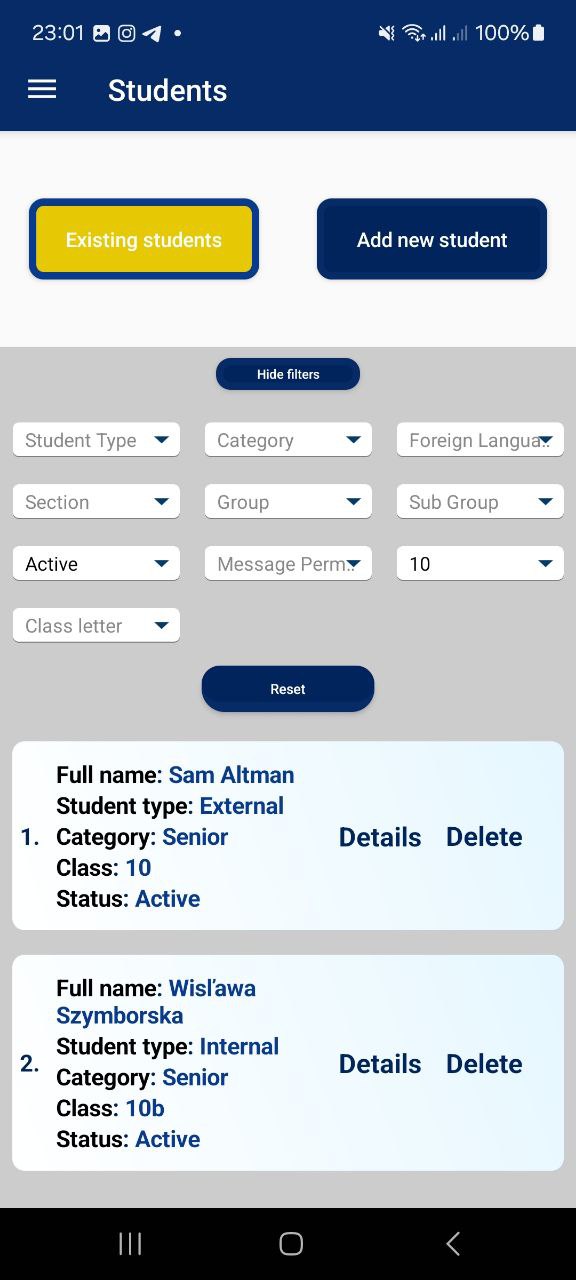 23:01 100%
Students
Existing students Add new student
Hide filters
Student Type Category Foreign Langua..
Section Group Sub Group
Active Message Perm.. 10
Class letter
Reset
Full name: Sam Altman
Student type: External
1. Category: Senior Details Delete
Class: 10
Status: Active
Full name: Wisľawa
Szymborska
Student type: Internal
2. Category: Senior Details Delete
Class: 10b
Status: Active